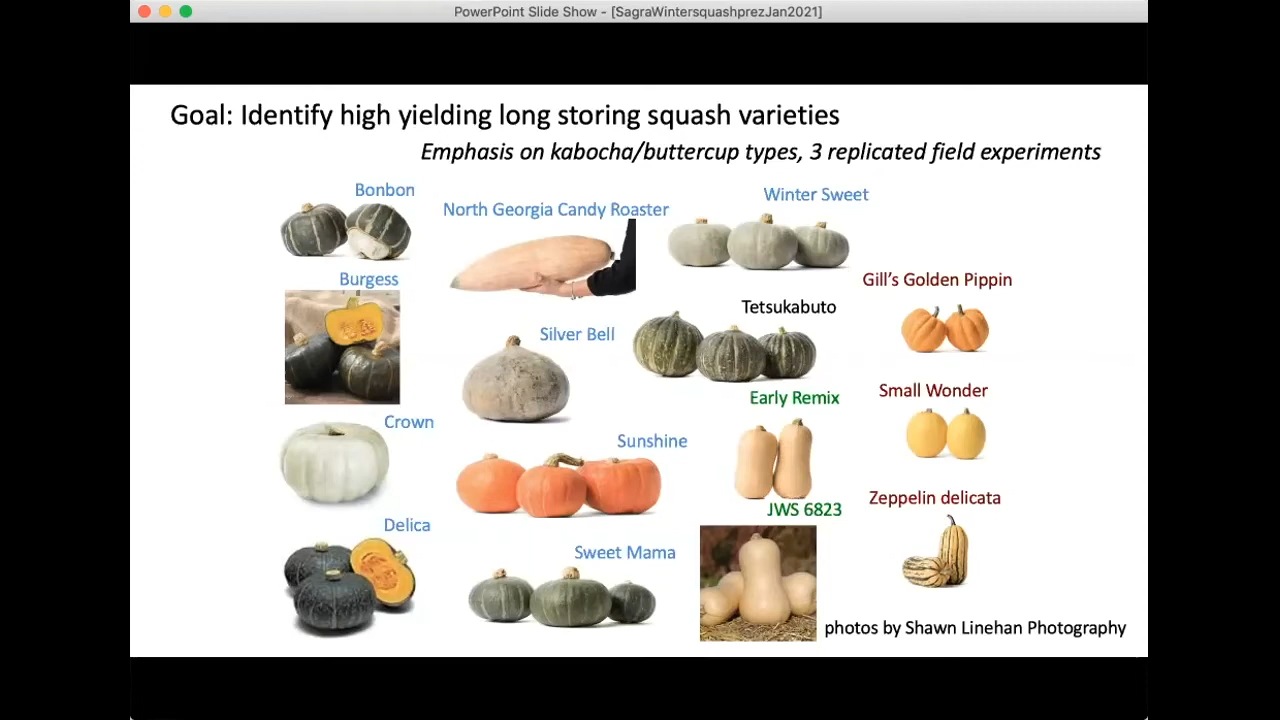 PowerPoint Slide Show - [SagraWintersquashprezJan2021]
Goal: Identify high yielding long storing squash varieties
Emphasis on kabocha/buttercup types, 3 replicated field experiments
Bonbon
North Georgia Candy Roaster
Winter Sweet
Burgess
Gill's Golden Pippin
Silver Bell
Tetsukabuto
Early Remix
Small Wonder
Crown
Sunshine
JWS 6823
Zeppelin delicata
Delica
Sweet Mama
photos by Shawn Linehan Photography